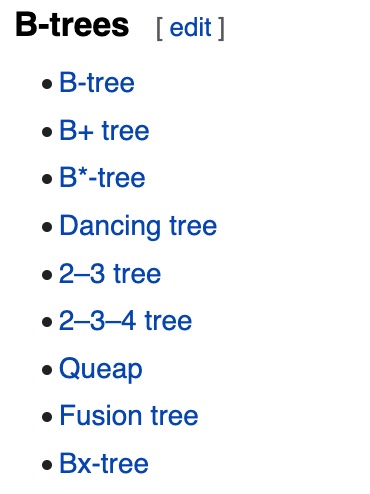 B-trees [ edit ]
• B-tree
• B+ tree
• B*-tree
• Dancing tree
• 2–3 tree
• 2–3–4 tree
• Queap
• Fusion tree
• Bx-tree